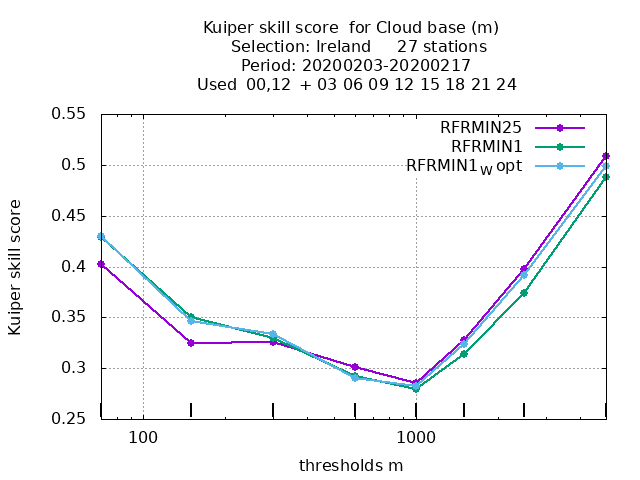 Kuiper skill score  for Cloud base (m)
Selection: Ireland     27 stations
Period: 20200203-20200217
Used  00,12  + 03 06 09 12 15 18 21 24
RFRMIN25
RFRMIN1
RFRMIN1W opt
0.55
0.5
0.45
0.4
0.35
0.3
0.25
Kuiper skill score
100
1000
thresholds m